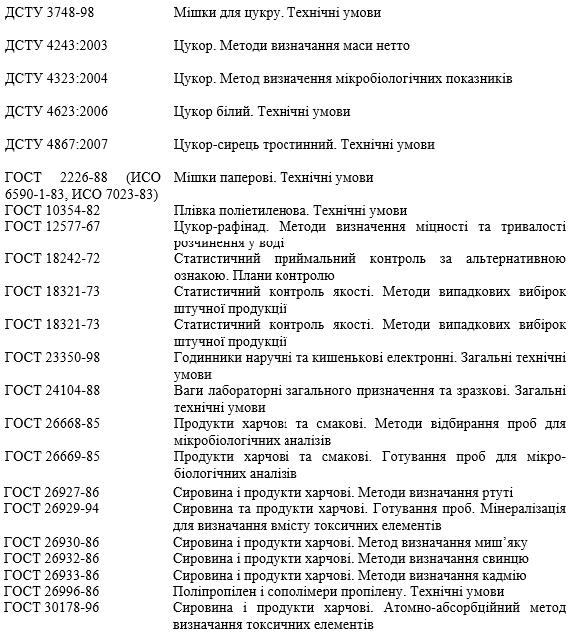 ДСТУ 3748-98 Мішки для цукру. Технічні умови
ДСТУ 4243:2003 Цукор. Методи визначання маси нетто
ДСТУ 4323:2004 Цукор. Метод визначення мікробіологічних показників
ДСТУ 4623:2006 Цукор білий. Технічні умови
ДСТУ 4867:2007 Цукор-сирець тростинний. Технічні умови
ГОСТ 2226-88 (ИСО Мішки паперові. Технічні умови
6590-1-83, ИСО 7023-83)
ГОСТ 10354-82 Плівка поліетиленова. Технічні умови
ГОСТ 12577-67 Цукор-рафінад. Методи визначення міцності та тривалості
розчинення у воді
ГОСТ 18242-72 Статистичний приймальний контроль за альтернативною
ознакою. Плани контролю
ГОСТ 18321-73 Статистичний контроль якості. Методи випадкових вибірок
штучної продукції
ГОСТ 18321-73 Статистичний контроль якості. Методи випадкових вибірок
штучної продукції
ГОСТ 23350-98 Годинники наручні та кишенькові електронні. Загальні технічні
умови
ГОСТ 24104-88 Ваги лабораторні загального призначення та зразкові. Загальні
технічні умови
ГОСТ 26668-85 Продукти харчові та смакові. Методи відбирання проб для
мікробіологічних аналізів
ГОСТ 26669-85 Продукти харчові та смакові. Готування проб для мікро-
біологічних аналізів
ГОСТ 26927-86 Сировина і продукти харчові. Методи визначання ртуті
ГОСТ 26929-94 Сировина та продукти харчові. Готування проб. Мінералізація
для визначання вмісту токсичних елементів
ГОСТ 26930-86 Сировина і продукти харчові. Метод визначання миш’яку
ГОСТ 26932-86 Сировина і продукти харчові. Методи визначання свинцю
ГОСТ 26933-86 Сировина і продукти харчові. Методи визначання кадмію
ГОСТ 26996-86 Поліпропілен і сополімери пропілену. Технічні умови
ГОСТ 30178-96 Сировина і продукти харчові. Атомно-абсорбційний метод
визначання токсичних елементів